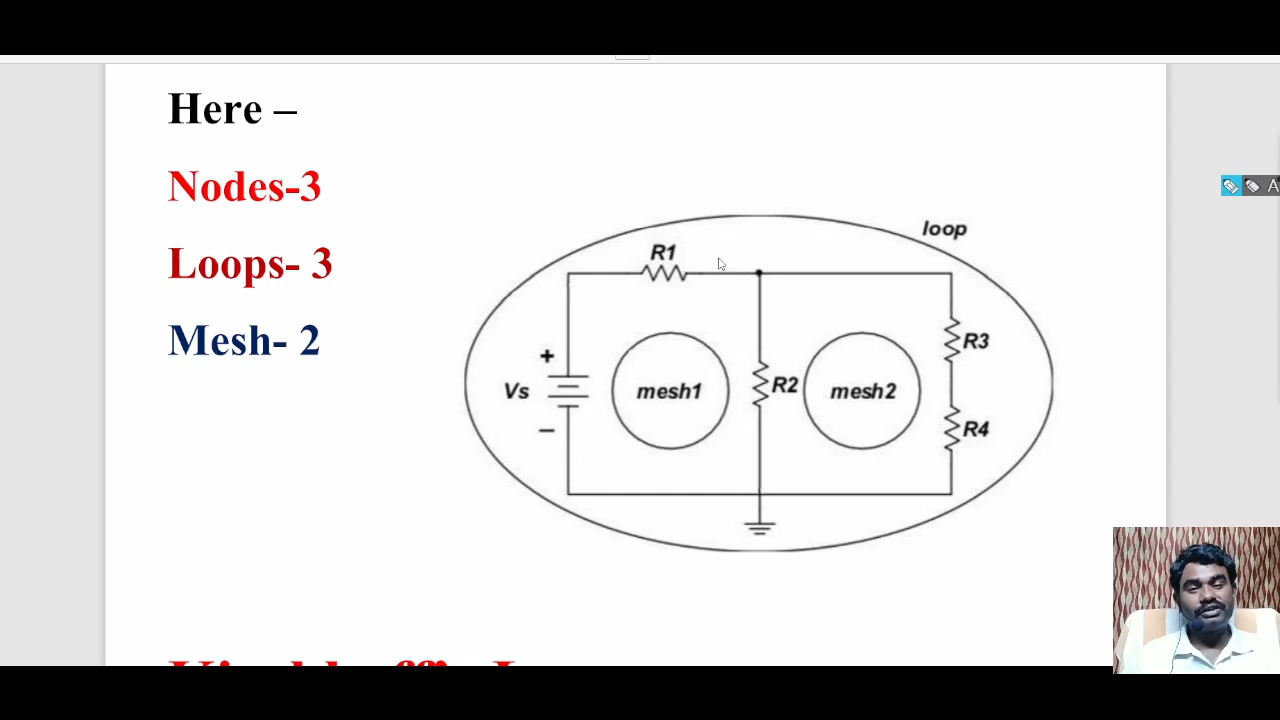 Here –
Nodes-3
Loops- 3
Mesh- 2
loop
R1
R3
+
Vs
mesh1
R2
mesh2
–
R4
A